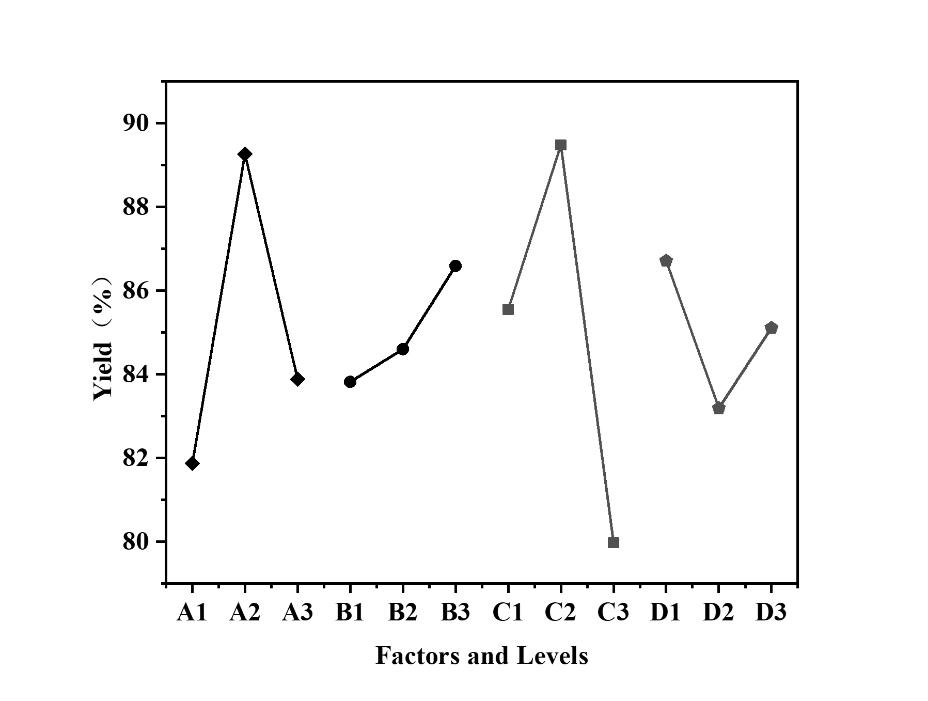 90
88
86
84
82
80
Yield（%）
A1 A2 A3 B1 B2 B3 C1 C2 C3 D1 D2 D3
Factors and Levels